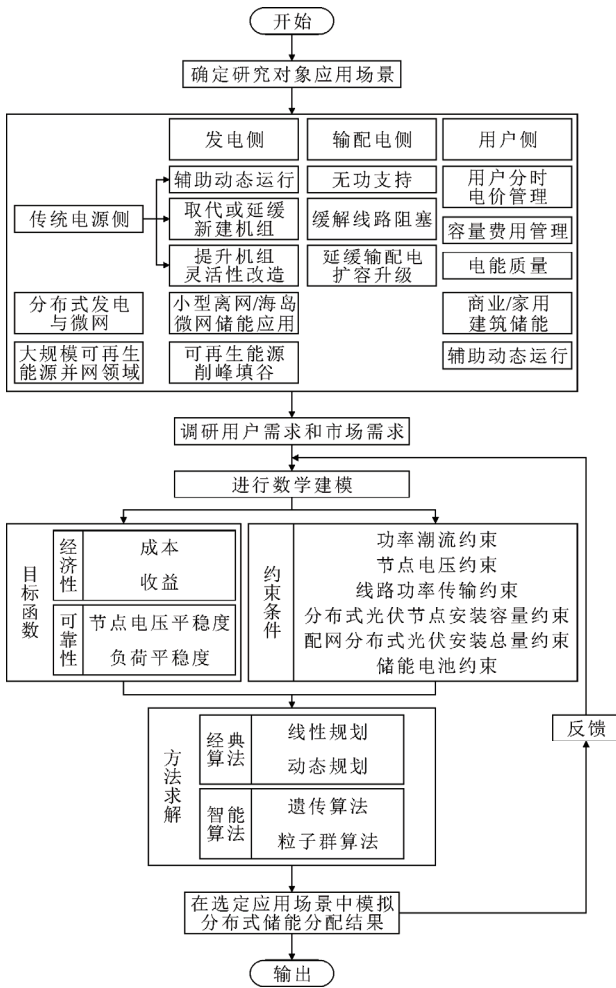 开始
确定研究对象应用场景
发电侧
输配电侧
用户侧
传统电源侧
辅助动态运行
取代或延缓
新建机组
提升机组
灵活性改造
无功支持
缓解线路阻塞
延缓输配电
扩容升级
用户分时
电价管理
容量费用管理
电能质量
分布式发电
与微网
小型离网/海岛
微网储能应用
商业/家用
建筑储能
大规模可再生
能源并网领域
可再生能源
削峰填谷
辅助动态运行
调研用户需求和市场需求
进行数学建模
目标函数
经济性
成本
收益
可靠性
节点电压平稳度
负荷平稳度
约束条件
功率潮流约束
节点电压约束
线路功率传输约束
分布式光伏节点安装容量约束
配网分布式光伏安装总量约束
储能电池约束
方法求解
经典
算法
线性规划
动态规划
智能
算法
遗传算法
粒子群算法
反馈
在选定应用场景中模拟
分布式储能分配结果
输出